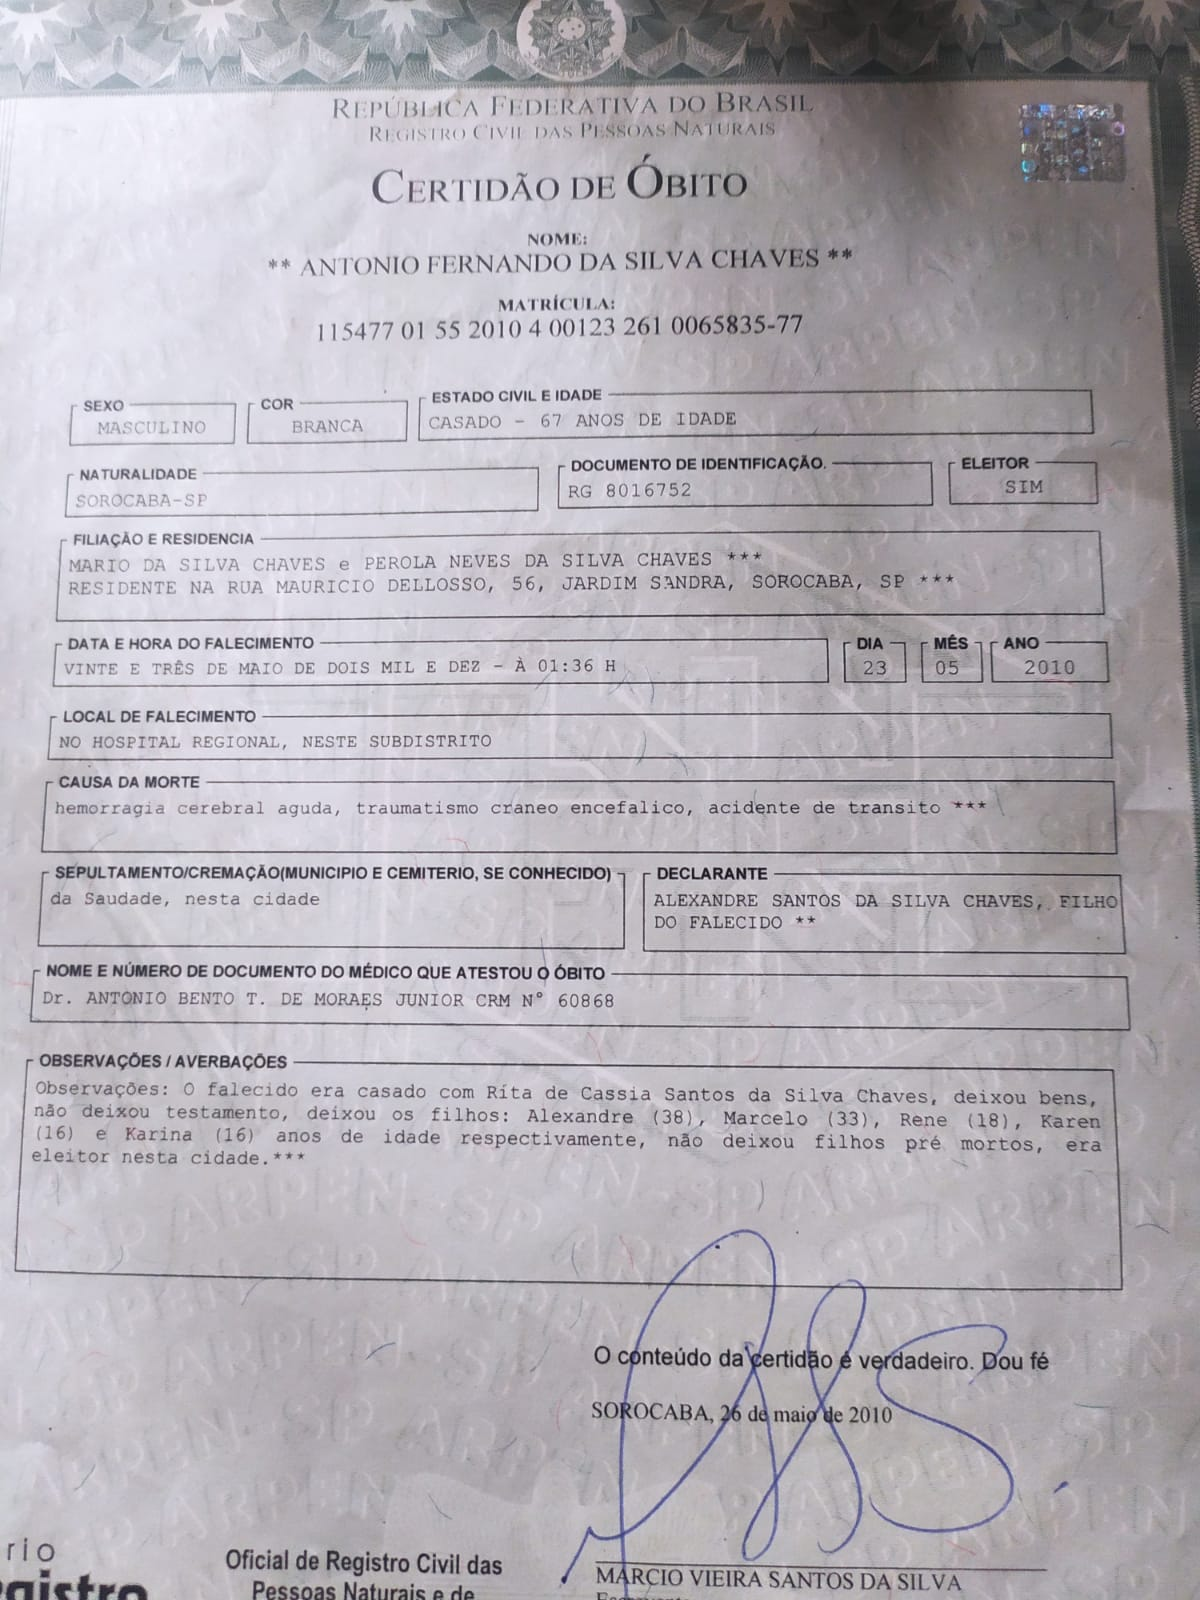 REPÚBLICA FEDERATIVA DO BRASIL
REGISTRO CIVIL DAS PESSOAS NATURAIS
CERTIDÃO DE ÓBITO
NOME:
** ANTONIO FERNANDO DA SILVA CHAVES **
MATRÍCULA:
115477 01 55 2010 4 00123 261 0065835-77
SEXO
MASCULINO
COR
BRANCA
ESTADO CIVIL E IDADE
CASADO - 67 ANOS DE IDADE
NATURALIDADE
SOROCABA-SP
DOCUMENTO DE IDENTIFICAÇÃO.
RG 8016752
ELEITOR
SIM
FILIAÇÃO E RESIDENCIA
MARIO DA SILVA CHAVES e PEROLA NEVES DA SILVA CHAVES ***
RESIDENTE NA RUA MAURICIO DELLOSSO, 56, JARDIM SANDRA, SOROCABA, SP ***
DATA E HORA DO FALECIMENTO
VINTE E TRÊS DE MAIO DE DOIS MIL E DEZ - À 01:36 H
DIA
23
MÊS
05
ANO
2010
LOCAL DE FALECIMENTO
NO HOSPITAL REGIONAL, NESTE SUBDISTRITO
CAUSA DA MORTE
hemorragia cerebral aguda, traumatismo craneo encefalico, acidente de transito ***
SEPULTAMENTO/CREMAÇÃO(MUNICIPIO E CEMITERIO, SE CONHECIDO)
da Saudade, nesta cidade
DECLARANTE
ALEXANDRE SANTOS DA SILVA CHAVES, FILHO
DO FALECIDO **
NOME E NÚMERO DE DOCUMENTO DO MÉDICO QUE ATESTOU O ÓBITO
Dr. ANTONIO BENTO T. DE MORAES JUNIOR CRM N° 60868
OBSERVAÇÕES / AVERBAÇÕES
Observações: O falecido era casado com Rita de Cassia Santos da Silva Chaves, deixou bens,
não deixou testamento, deixou os filhos: Alexandre (38), Marcelo (33), Rene (18), Karen
(16) e Karina (16) anos de idade respectivamente, não deixou filhos pré mortos, era
eleitor nesta cidade.***
O conteúdo da certidão é verdadeiro. Dou fé
SOROCABA, 26 de maio de 2010
Oficial de Registro Civil das
Pessoas Naturais e de
MARCIO VIEIRA SANTOS DA SILVA